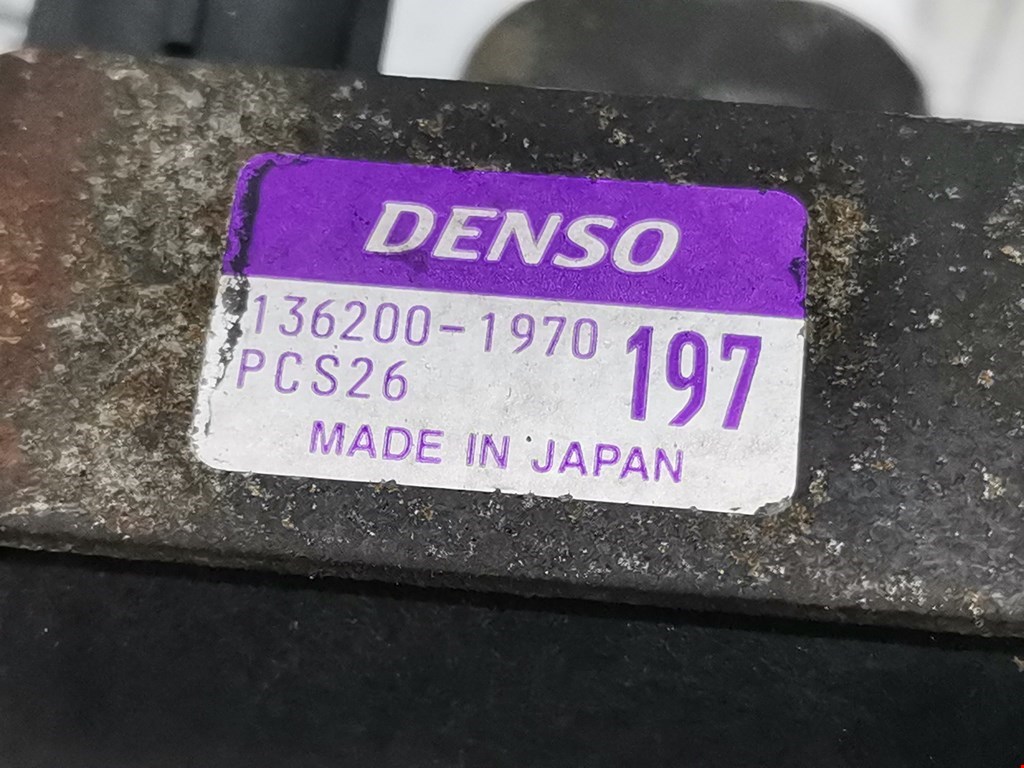 DENSO
136200-1970
197
PCS26
MADE IN JAPAN